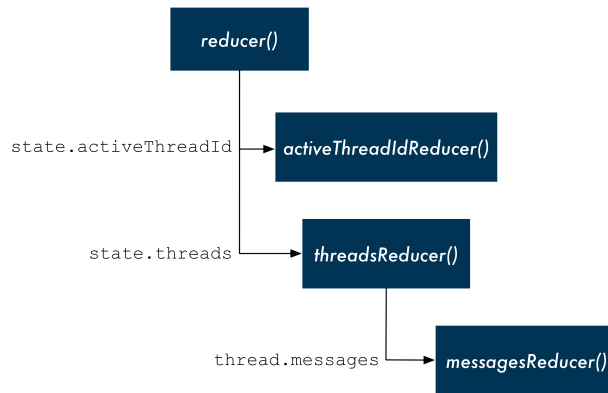 reducer()
state.activeThreadId
activeThreadIdReducer()
state.threads
threadsReducer()
thread.messages
messagesReducer()